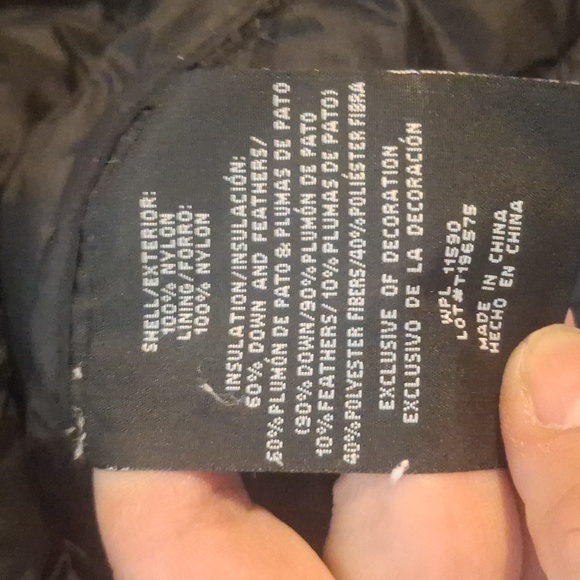 SHELL/EXTERIOR:
100% NYLON
LINING/FORRO:
100% NYLON
INSULATION/INSULACIÓN:
60% DOWN AND FEATHERS/
60% PLUMÓN DE PATO & PLUMAS DE PATO
(90% DOWN/90% PLUMÓN DE PATO
10% FEATHERS/10% PLUMAS DE PATO)
40% POLYESTER FIBERS/40% POLIÉSTER FIBRA
EXCLUSIVE OF DECORATION
EXCLUSIVO DE LA DECORACIÓN
WPL 11590
LOT#T196575
MADE IN CHINA
HECHO EN CHINA